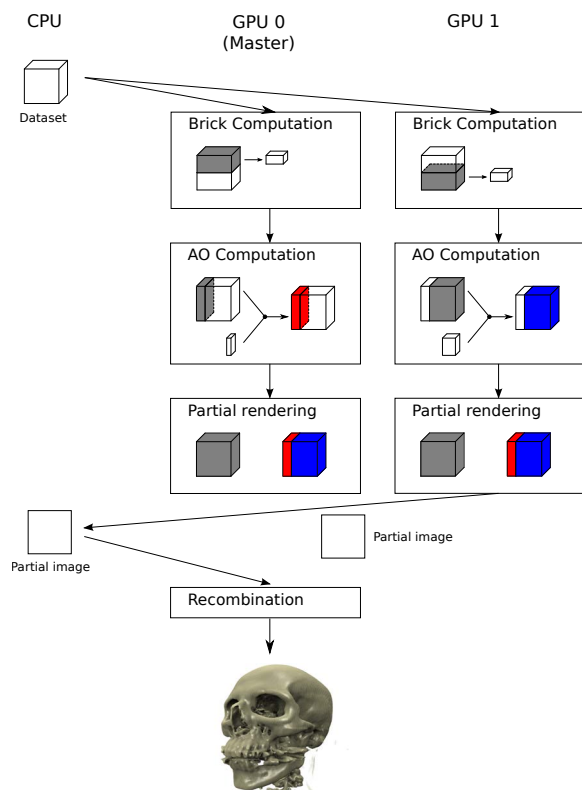 CPU
GPU 0
(Master)
GPU 1
Dataset
Brick Computation
Brick Computation
AO Computation
AO Computation
Partial rendering
Partial rendering
Partial image
Partial image
Recombination